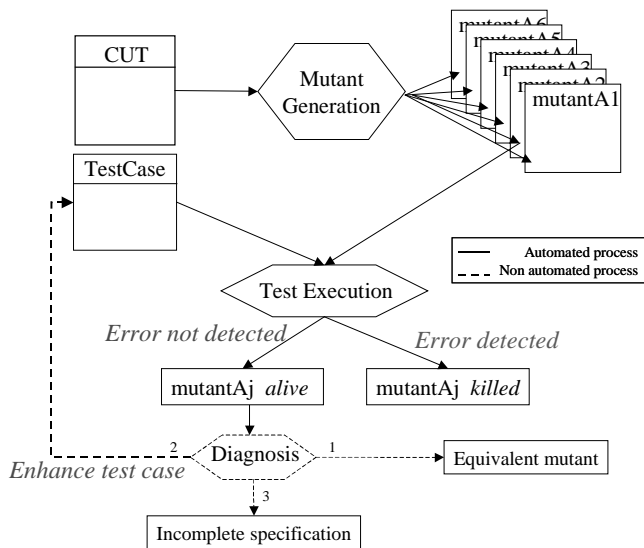 CUT
Mutant
Generation
mutantA6
mutantA5
mutantA4
mutantA3
mutantA2
mutantA1
TestCase
Automated process
Non automated process
Test Execution
Error not detected
Error detected
mutantAj alive
mutantAj killed
2
Diagnosis
1
Equivalent mutant
Enhance test case
3
Incomplete specification